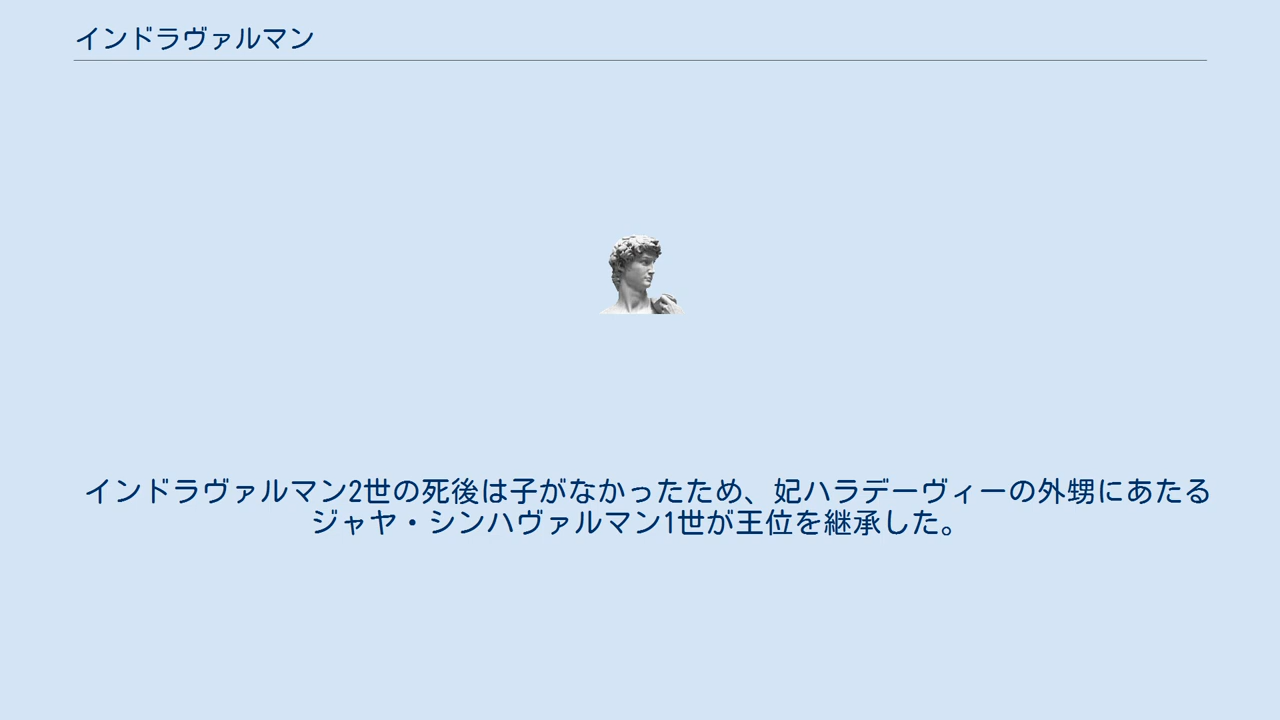 インドラヴァルマン
インドラヴァルマン2世の死後は子がなかったため、妃ハラデーヴィーの外甥にあたる
ジャヤ・シンハヴァルマン1世が王位を継承した。